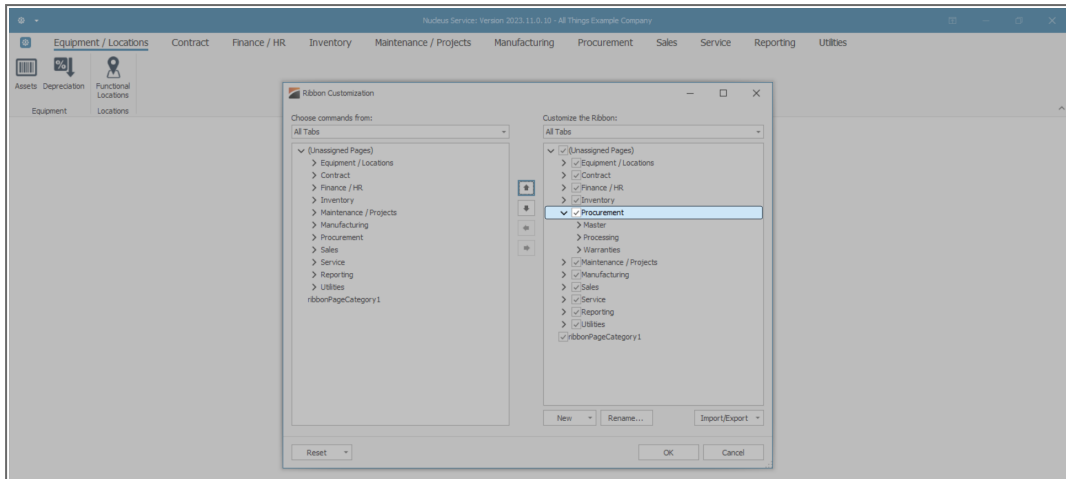 Nucleus Service: Version 2023.11.0.10 - All Things Example Company
Equipment / Locations Contract Finance / HR Inventory Maintenance / Projects Manufacturing Procurement Sales Service Reporting Utilities
Assets Depreciation Functional Locations
Equipment Locations
Ribbon Customization
Choose commands from:
All Tabs
(Unassigned Pages)
Equipment / Locations
Contract
Finance / HR
Inventory
Maintenance / Projects
Manufacturing
Procurement
Sales
Service
Reporting
Utilities
ribbonPageCategory1
Customize the Ribbon:
All Tabs
(Unassigned Pages)
Equipment / Locations
Contract
Finance / HR
Inventory
Procurement
Master
Processing
Warranties
Maintenance / Projects
Manufacturing
Sales
Service
Reporting
Utilities
ribbonPageCategory1
New Rename... Import/Export
Reset OK Cancel